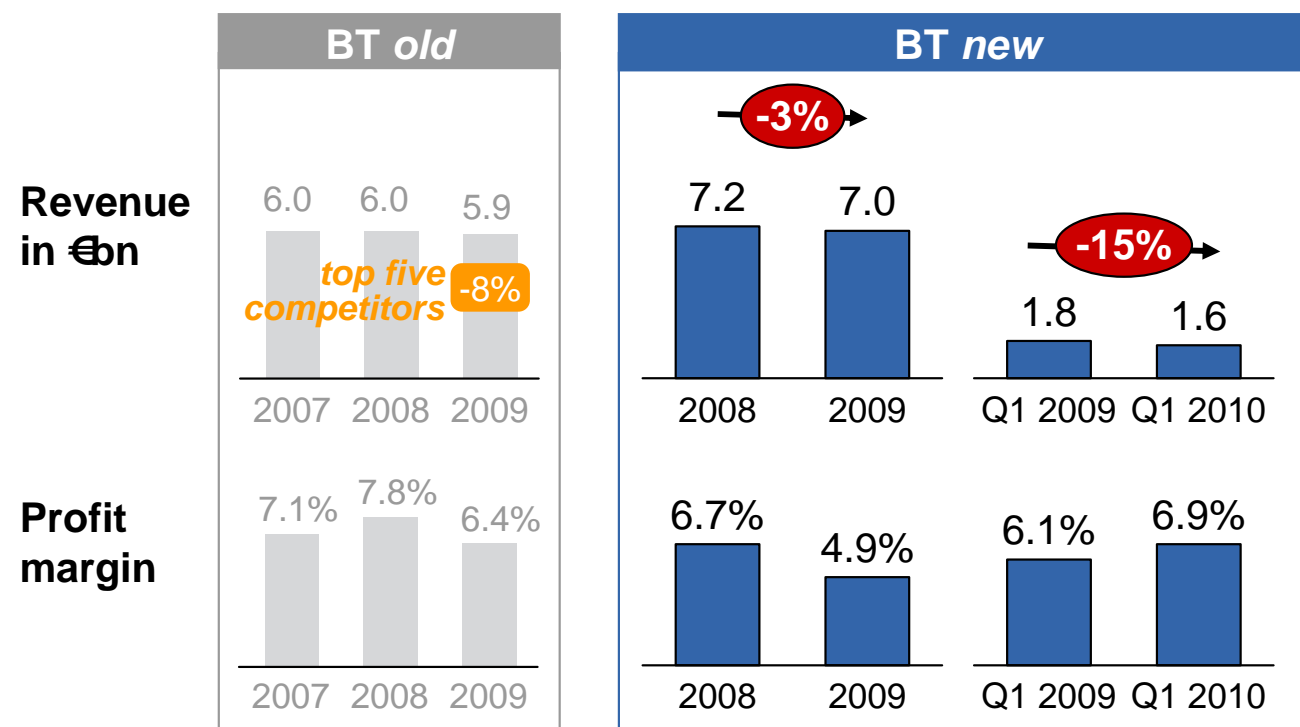 BT old
BT new
-3%
Revenue
in €bn
6.0 6.0 5.9
7.2 7.0
-15%
top five
competitors
-8%
1.8 1.6
2007 2008 2009
2008 2009
Q1 2009 Q1 2010
Profit
margin
7.1% 7.8% 6.4%
6.7% 4.9%
6.1% 6.9%
2007 2008 2009
2008 2009
Q1 2009 Q1 2010